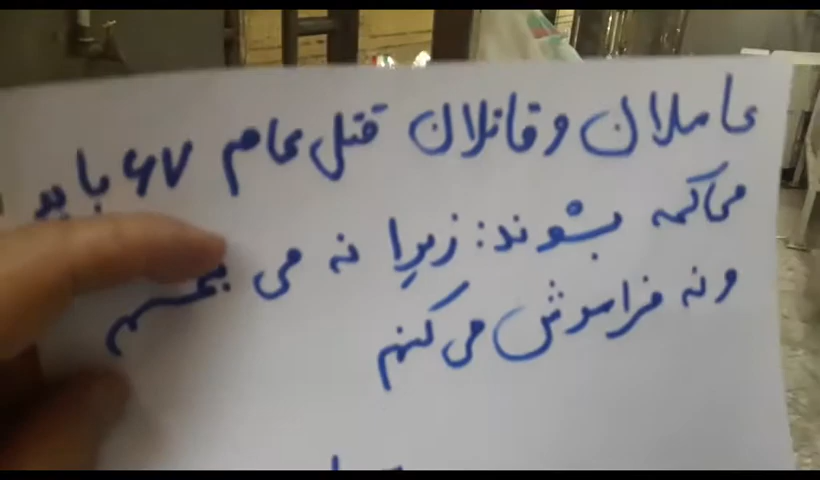 عاملان و قاتلان قتل عام ۶۷ باید
محاکمه بشوند: زیرا نه می بخشیم
و نه فراموش می کنیم